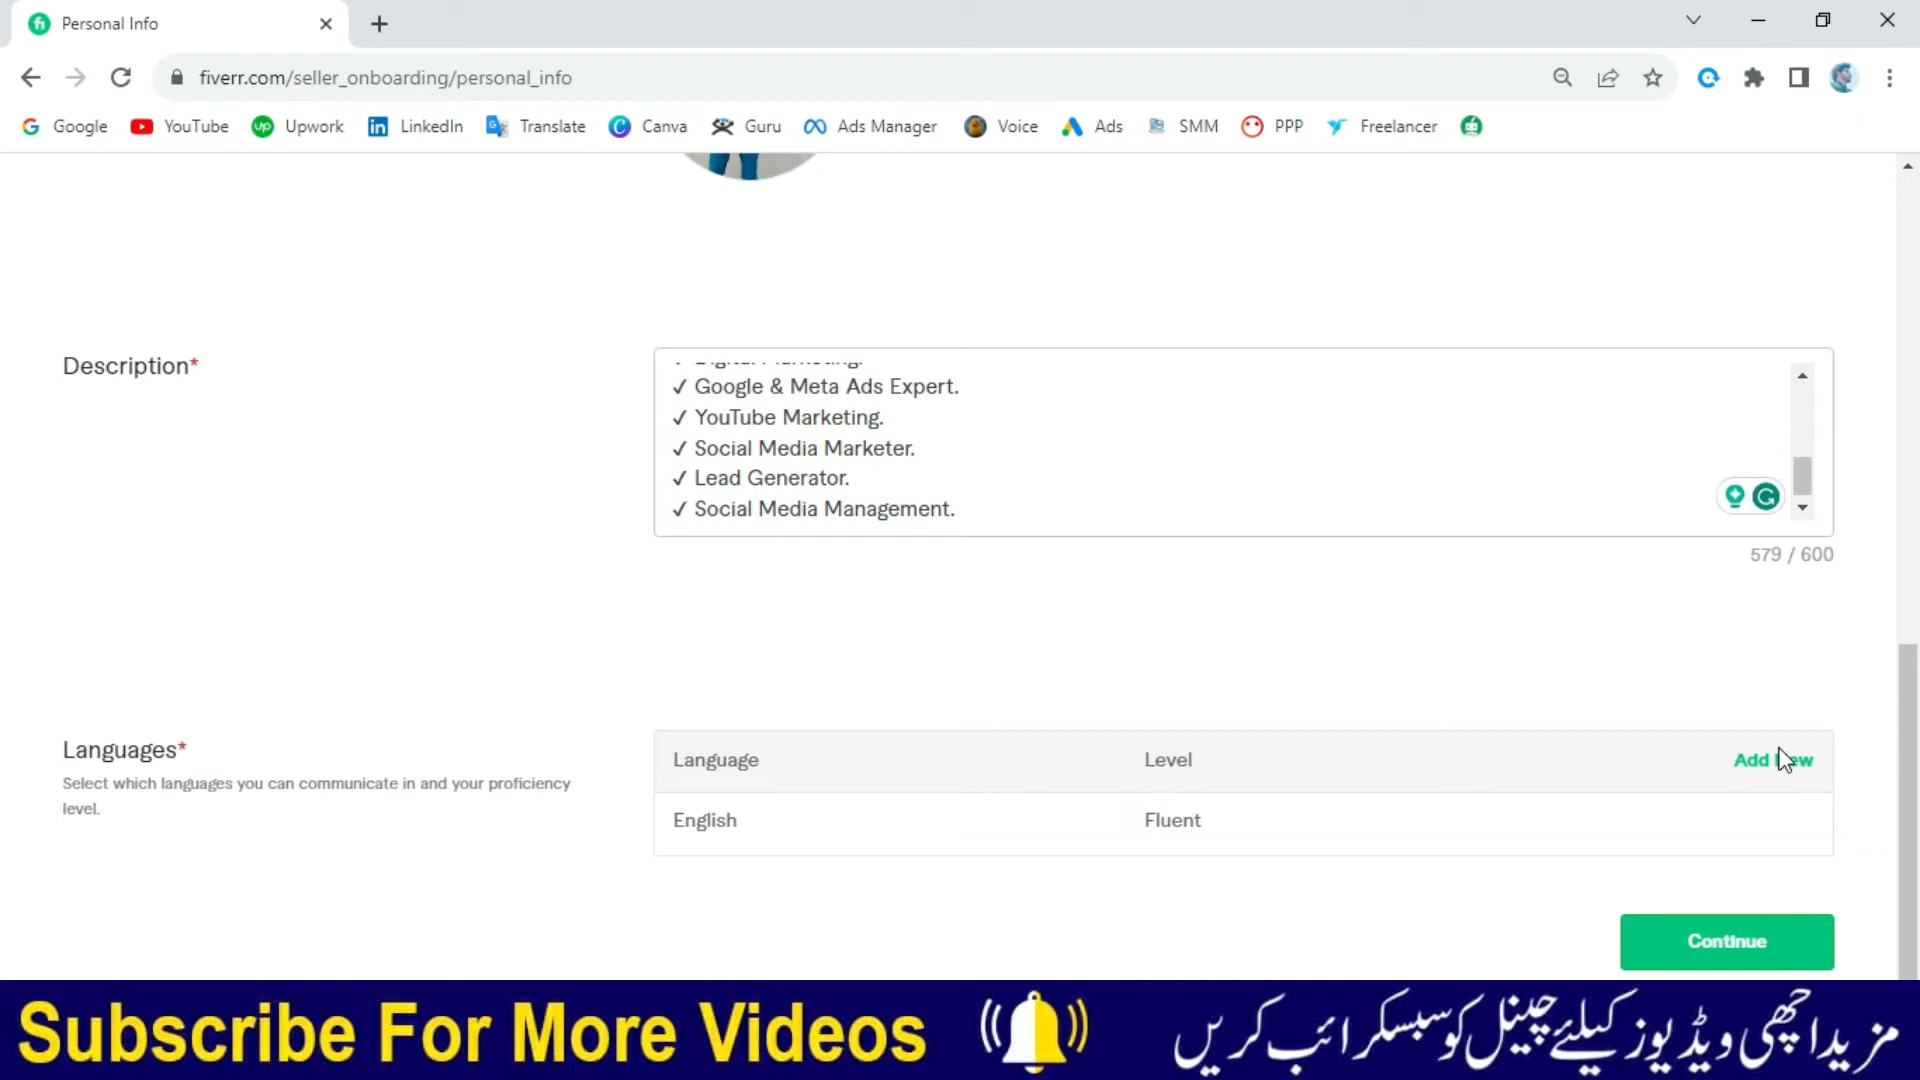 Personal Info
fiverr.com/seller_onboarding/personal_info
Google YouTube Upwork LinkedIn Translate Canva Guru Ads Manager Voice Ads SMM PPP Freelancer
Description*
✓ Google & Meta Ads Expert.
✓ YouTube Marketing.
✓ Social Media Marketer.
✓ Lead Generator.
✓ Social Media Management.
579 / 600
Languages*
Select which languages you can communicate in and your proficiency
level.
Language Level Add New
English Fluent
Continue
Subscribe For More Videos مزید اچھی ویڈیوز کیلئے چینل کو سبسکرائب کریں